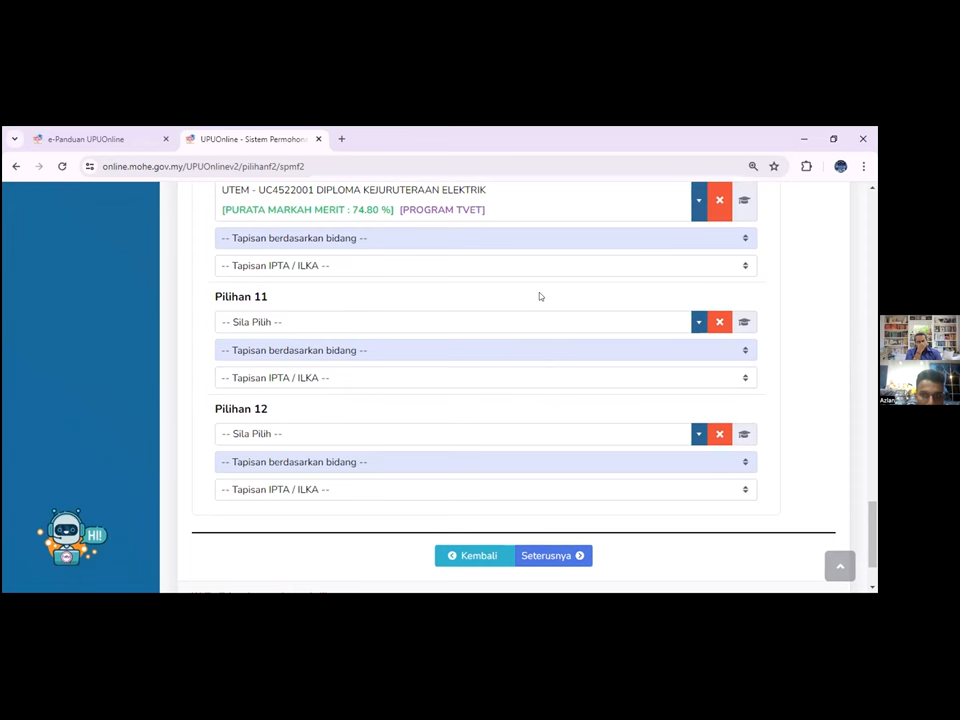 e-Panduan UPUOnline
UPUOnline - Sistem Permohon
online.mohe.gov.my/UPUOnlinev2/pilihanf2/spmf2
UTEM - UC4522001 DIPLOMA KEJURUTERAAN ELEKTRIK
[PURATA MARKAH MERIT : 74.80 %] [PROGRAM TVET]
-- Tapisan berdasarkan bidang --
-- Tapisan IPTA / ILKA --
Pilihan 11
-- Sila Pilih --
-- Tapisan berdasarkan bidang --
-- Tapisan IPTA / ILKA --
Pilihan 12
-- Sila Pilih --
-- Tapisan berdasarkan bidang --
-- Tapisan IPTA / ILKA --
HI!
Kembali
Seterusnya
Azlan